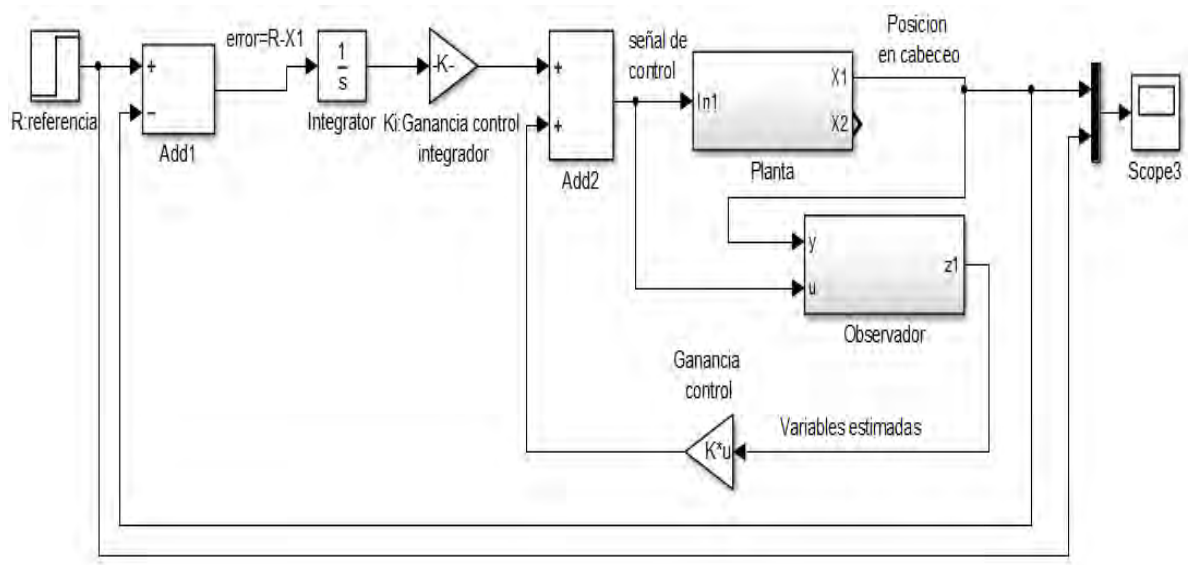 R:referencia
+
−
Add1
error=R-X1
1
s
Integrator
-K-
Ki:Ganancia control
integrador
+
+
Add2
señal de
control
In1
X1
X2
Planta
Posicion
en cabeceo
Scope3
y
u
z1
Observador
Ganancia
control
K*u
Variables estimadas